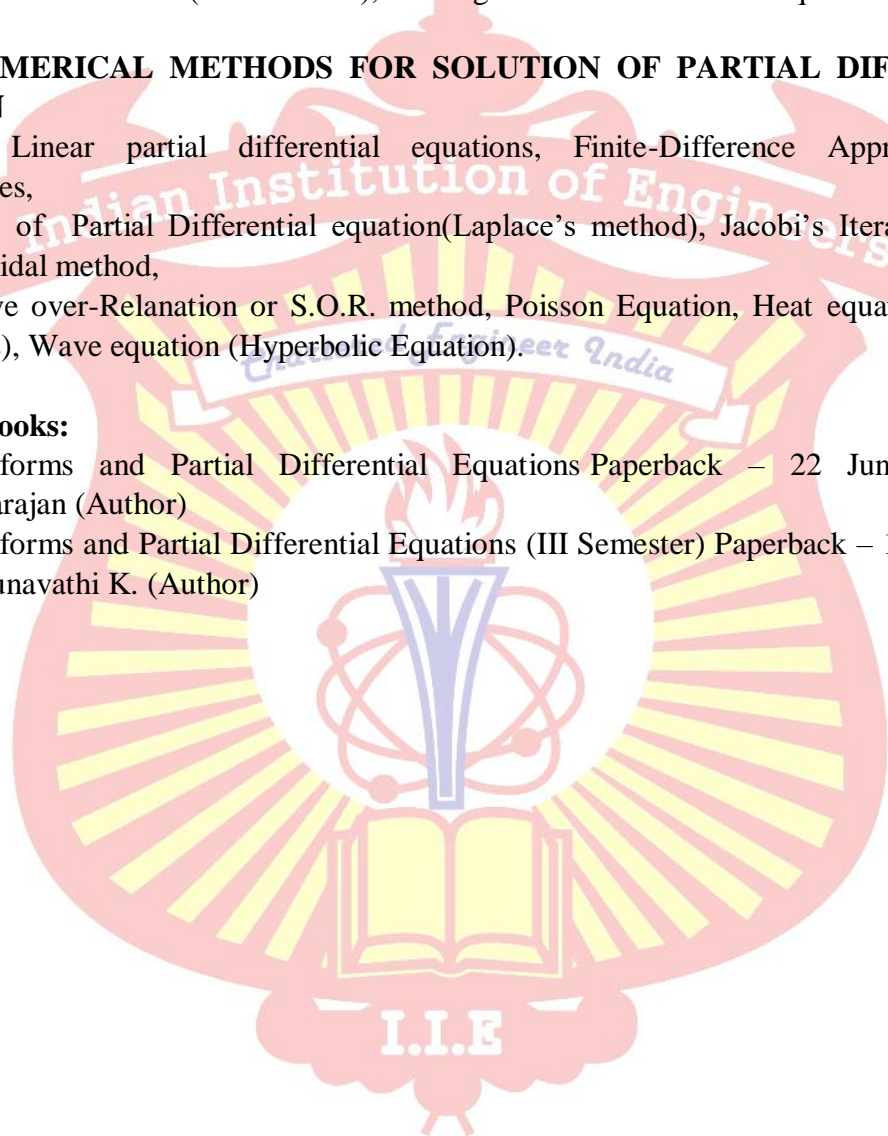 MERICAL METHODS FOR SOLUTION OF PARTIAL DIF
Linear partial differential equations, Finite-Difference Appr
es,
of Partial Differential equation(Laplace’s method), Jacobi’s Itera
idal method,
ve over-Relanation or S.O.R. method, Poisson Equation, Heat equa
), Wave equation (Hyperbolic Equation).
ooks:
forms and Partial Differential Equations Paperback – 22 Jun
arajan (Author)
forms and Partial Differential Equations (III Semester) Paperback – 1
unavathi K. (Author)
Indian Institution of Engineers
Chartered Engineer India
I.I.E